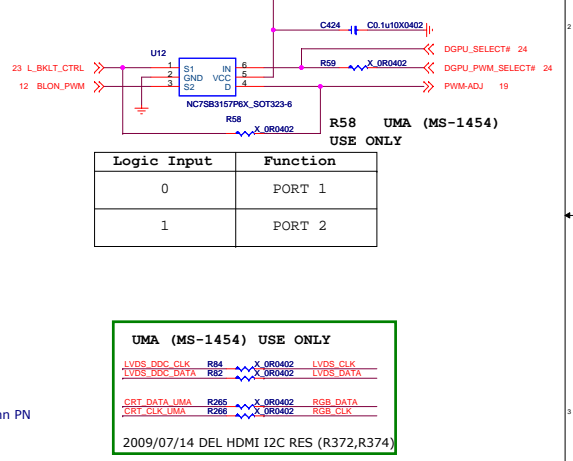 C424 C0.1u10X0402
2
U12
DGPU_SELECT# 24
23 L_BKLT_CTRL 1 S1 IN 6 R59 X_0R0402 DGPU_PWM_SELECT# 24
2 GND VCC 5
12 BLON_PWM 3 S2 D 4 PWM-ADJ 19
NC7SB3157P6X_SOT323-6
R58 X_0R0402
R58 UMA (MS-1454)
USE ONLY
Logic Input Function
0 PORT 1
1 PORT 2
UMA (MS-1454) USE ONLY
LVDS_DDC_CLK R84 X_0R0402 LVDS_CLK
LVDS_DDC_DATA R82 X_0R0402 LVDS_DATA
CRT_DATA_UMA R265 X_0R0402 RGB_DATA
CRT_CLK_UMA R266 X_0R0402 RGB_CLK
nn PN
3
2009/07/14 DEL HDMI I2C RES (R372,R374)